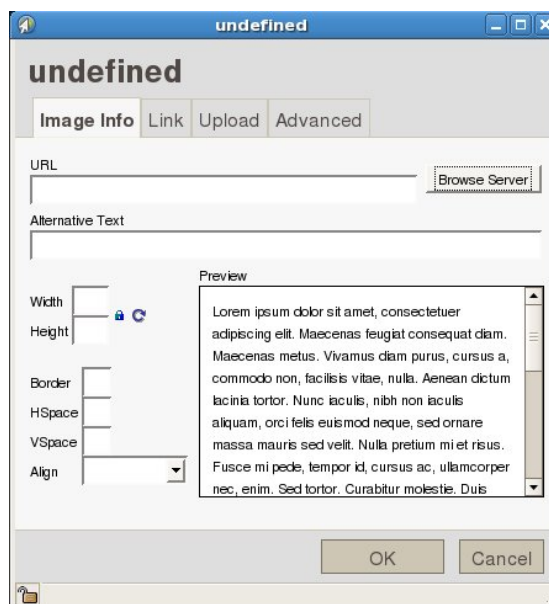 undefined
undefined
Image Info Link Upload Advanced
URL
Browse Server
Alternative Text
Width
Height
Border
HSpace
VSpace
Align
Preview
Lorem ipsum dolor sit amet, consectetuer
adipiscing elit. Maecenas feugiat consequat diam.
Maecenas metus. Vivamus diam purus, cursus a,
commodo non, facilisis vitae, nulla. Aenean dictum
lacinia tortor. Nunc iaculis, nibh non iaculis
aliquam, orci felis euismod neque, sed ornare
massa mauris sed velit. Nulla pretium mi et risus.
Fusce mi pede, tempor id, cursus ac, ullamcorper
nec, enim. Sed tortor. Curabitur molestie. Duis
OK Cancel